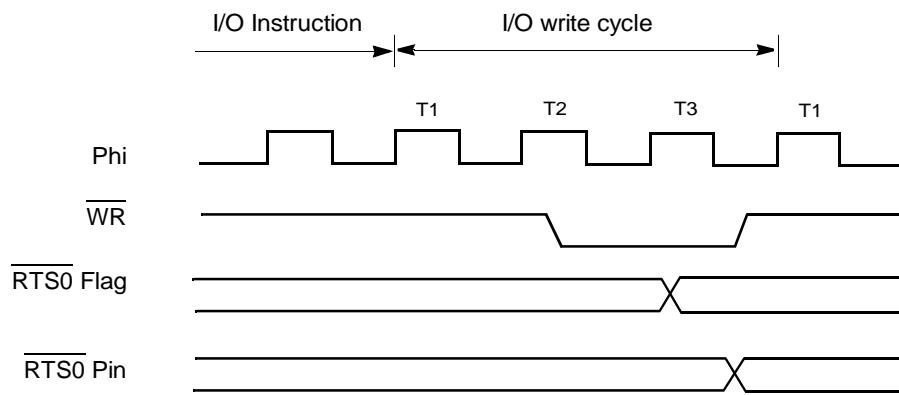 I/O Instruction I/O write cycle
T1 T2 T3 T1
Phi
WR
RTS0 Flag
RTS0 Pin